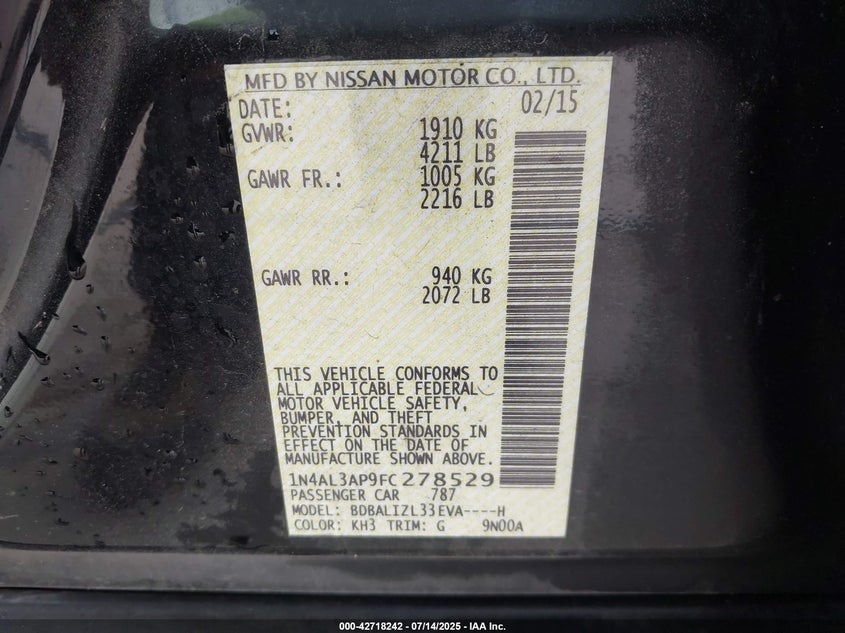 MFD BY NISSAN MOTOR CO., LTD.
DATE: 02/15
GVWR: 1910 KG
4211 LB
GAWR FR.: 1005 KG
2216 LB
GAWR RR.: 940 KG
2072 LB
THIS VEHICLE CONFORMS TO
ALL APPLICABLE FEDERAL
MOTOR VEHICLE SAFETY,
BUMPER, AND THEFT
PREVENTION STANDARDS IN
EFFECT ON THE DATE OF
MANUFACTURE SHOWN ABOVE.
1N4AL3AP9FC278529
PASSENGER CAR 787
MODEL: BDBALIZL33EVA----H
COLOR: KH3 TRIM: G 9N00A
000-42718242 - 07/14/2025 - IAA Inc.